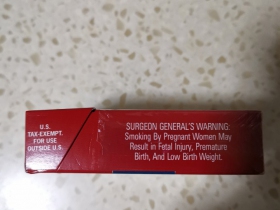 U.S.
TAX-EXEMPT.
FOR USE
OUTSIDE U.S.
SURGEON GENERAL'S WARNING:
Smoking By Pregnant Women May
Result in Fetal Injury, Premature
Birth, And Low Birth Weight.